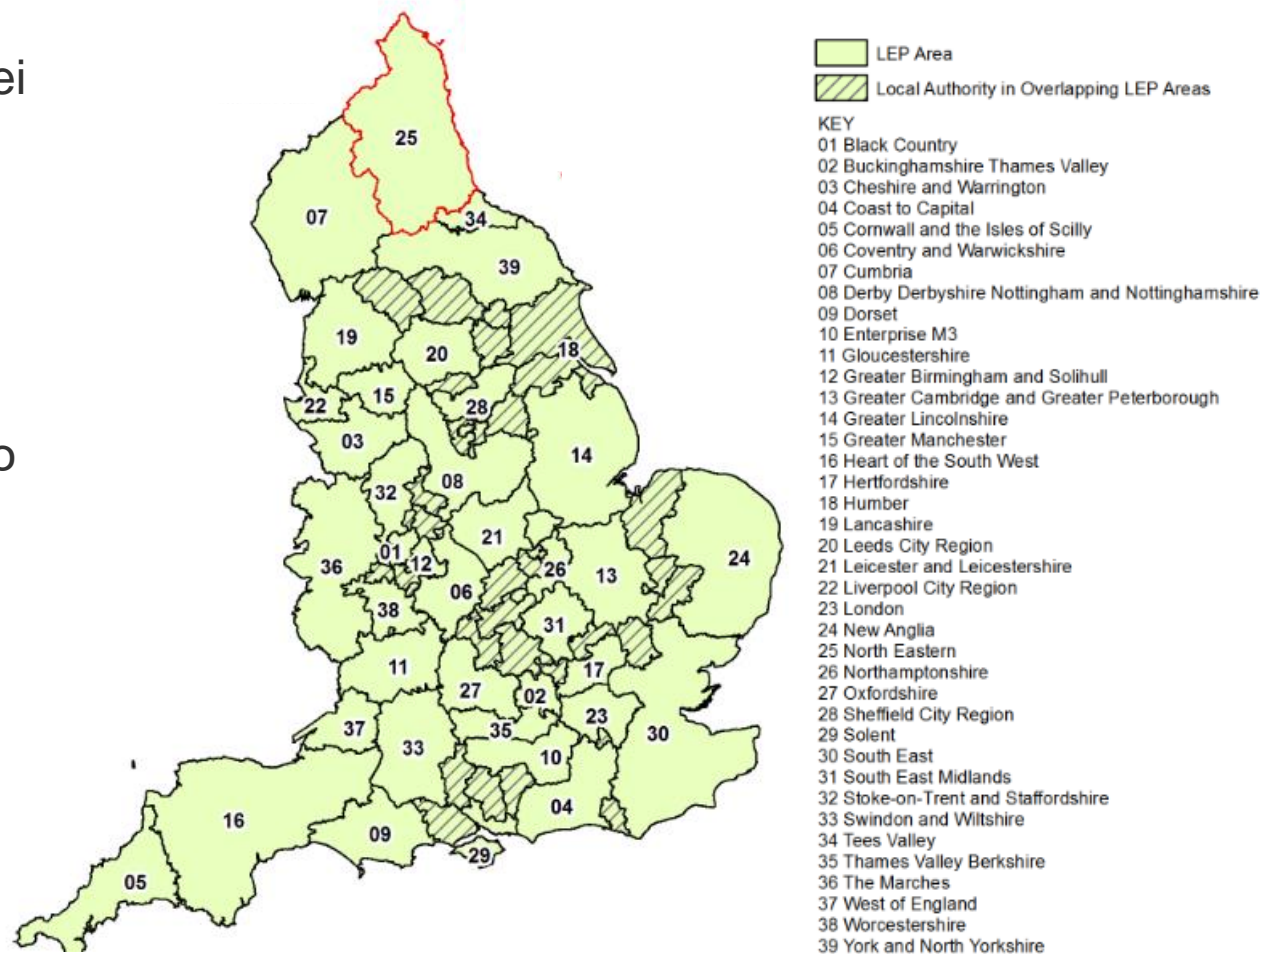 ei
o
25
07
34
39
19
20
18
15
22
28
03
14
08
32
21
24
01
12
26
13
36
06
38
31
11
17
27
02
23
37
35
30
33
10
16
04
09
29
05
LEP Area
Local Authority in Overlapping LEP Areas
KEY
01 Black Country
02 Buckinghamshire Thames Valley
03 Cheshire and Warrington
04 Coast to Capital
05 Cornwall and the Isles of Scilly
06 Coventry and Warwickshire
07 Cumbria
08 Derby Derbyshire Nottingham and Nottinghamshire
09 Dorset
10 Enterprise M3
11 Gloucestershire
12 Greater Birmingham and Solihull
13 Greater Cambridge and Greater Peterborough
14 Greater Lincolnshire
15 Greater Manchester
16 Heart of the South West
17 Hertfordshire
18 Humber
19 Lancashire
20 Leeds City Region
21 Leicester and Leicestershire
22 Liverpool City Region
23 London
24 New Anglia
25 North Eastern
26 Northamptonshire
27 Oxfordshire
28 Sheffield City Region
29 Solent
30 South East
31 South East Midlands
32 Stoke-on-Trent and Staffordshire
33 Swindon and Wiltshire
34 Tees Valley
35 Thames Valley Berkshire
36 The Marches
37 West of England
38 Worcestershire
39 York and North Yorkshire